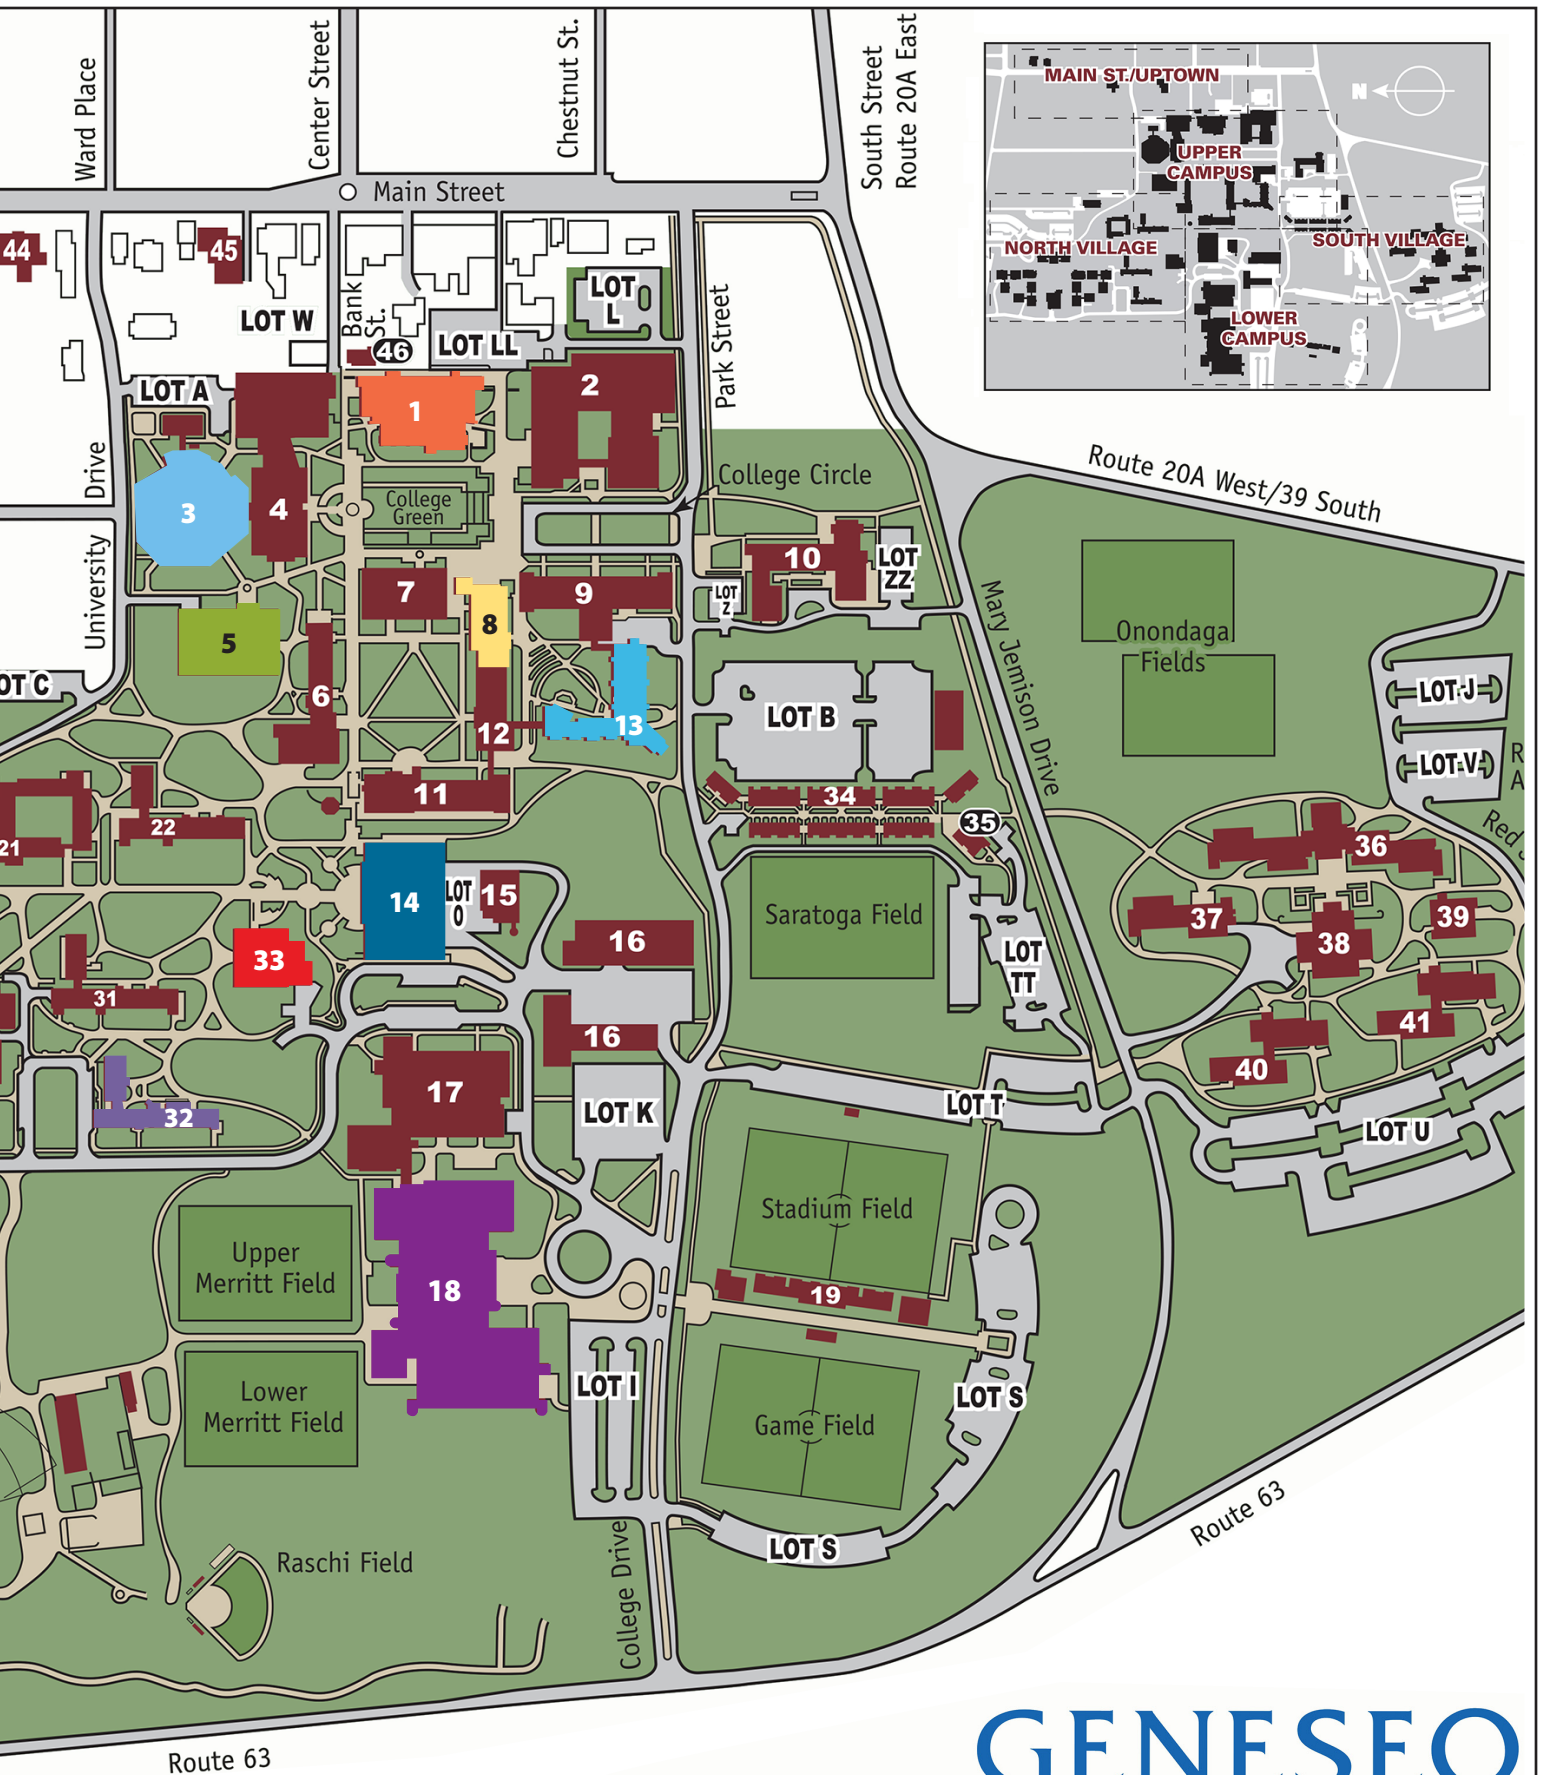 Ward Place
Center Street
Chestnut St.
South Street
Route 20A East
MAIN ST./UPTOWN
N
UPPER
CAMPUS
NORTH VILLAGE
SOUTH VILLAGE
LOWER
CAMPUS
Main Street
44
45
LOT W
Bank
St.
46
LOT LL
LOT
L
Park Street
LOT A
1
2
Drive
University
3
4
College
Green
College Circle
Route 20A West/39 South
5
6
7
8
9
10
LOT
ZZ
LOT
Z
Mary Jemison Drive
Onondaga
Fields
OT C
12
13
LOT B
LOT J
LOT V
R
A
Red
11
34
35
21
22
36
14
LOT
O
15
16
Saratoga Field
37
38
39
33
LOT
TT
31
16
41
40
17
32
LOT K
LOT T
LOT U
Stadium Field
Upper
Merritt Field
18
19
Lower
Merritt Field
LOT I
LOT S
Game Field
College Drive
LOT S
Raschi Field
Route 63
Route 63
GENESEO